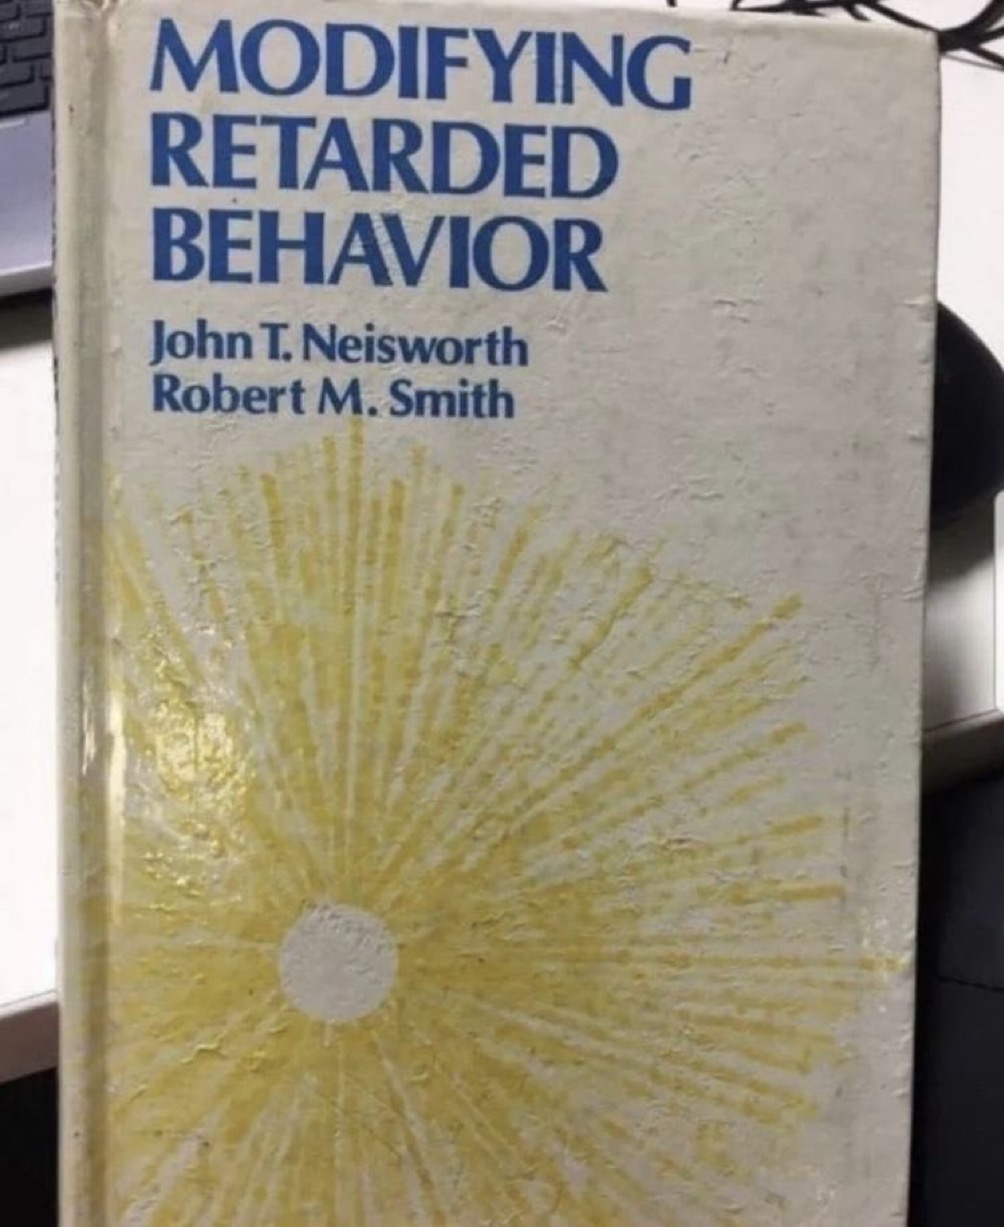 MODIFYING
RETARDED
BEHAVIOR
John T. Neisworth
Robert M. Smith